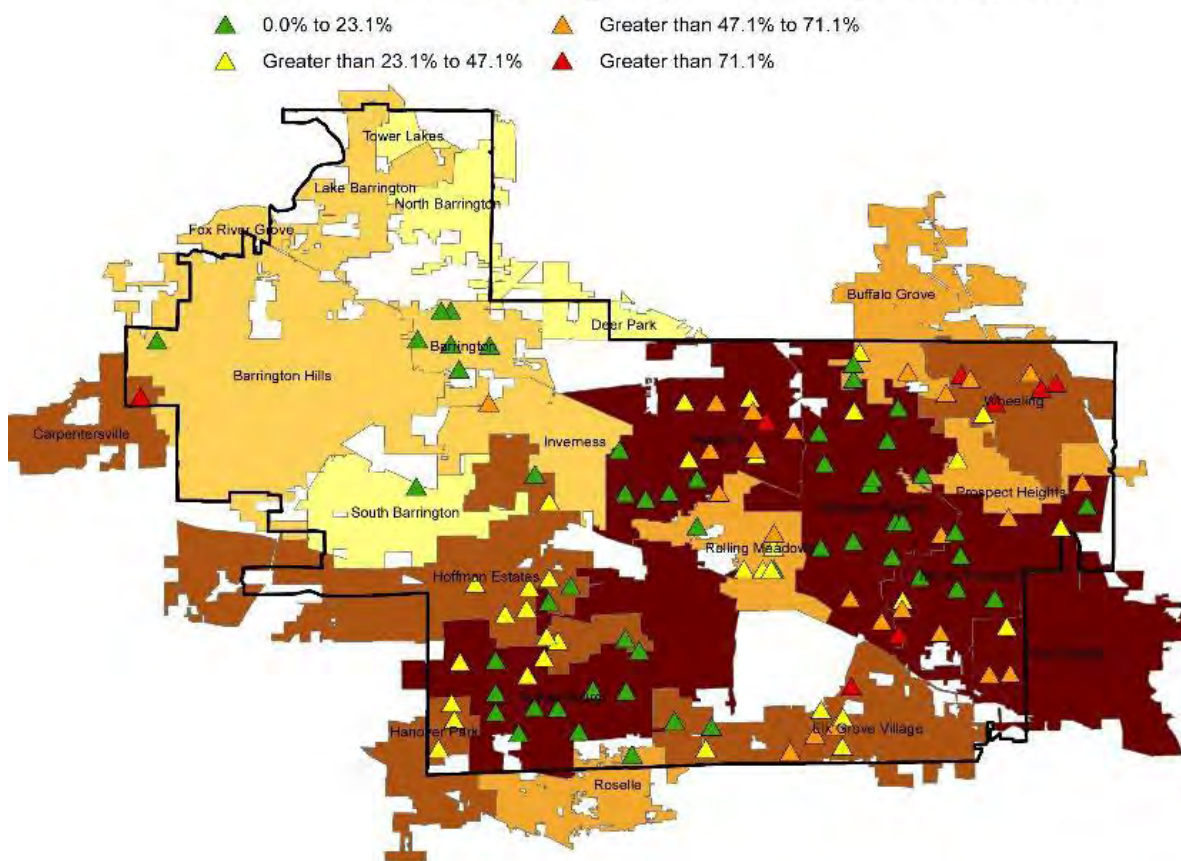 0.0% to 23.1%
Greater than 47.1% to 71.1%
Greater than 23.1% to 47.1%
Greater than 71.1%
Tower Lakes
Lake Barrington
North Barrington
Fox River Grove
Buffalo Grove
Deer Park
Barrington
Barrington Hills
Wheeling
Carpentersville
Inverness
Prospect Heights
South Barrington
Rolling Meadow
Hoffman Estates
Hanover Park
Elk Grove Village
Roselle